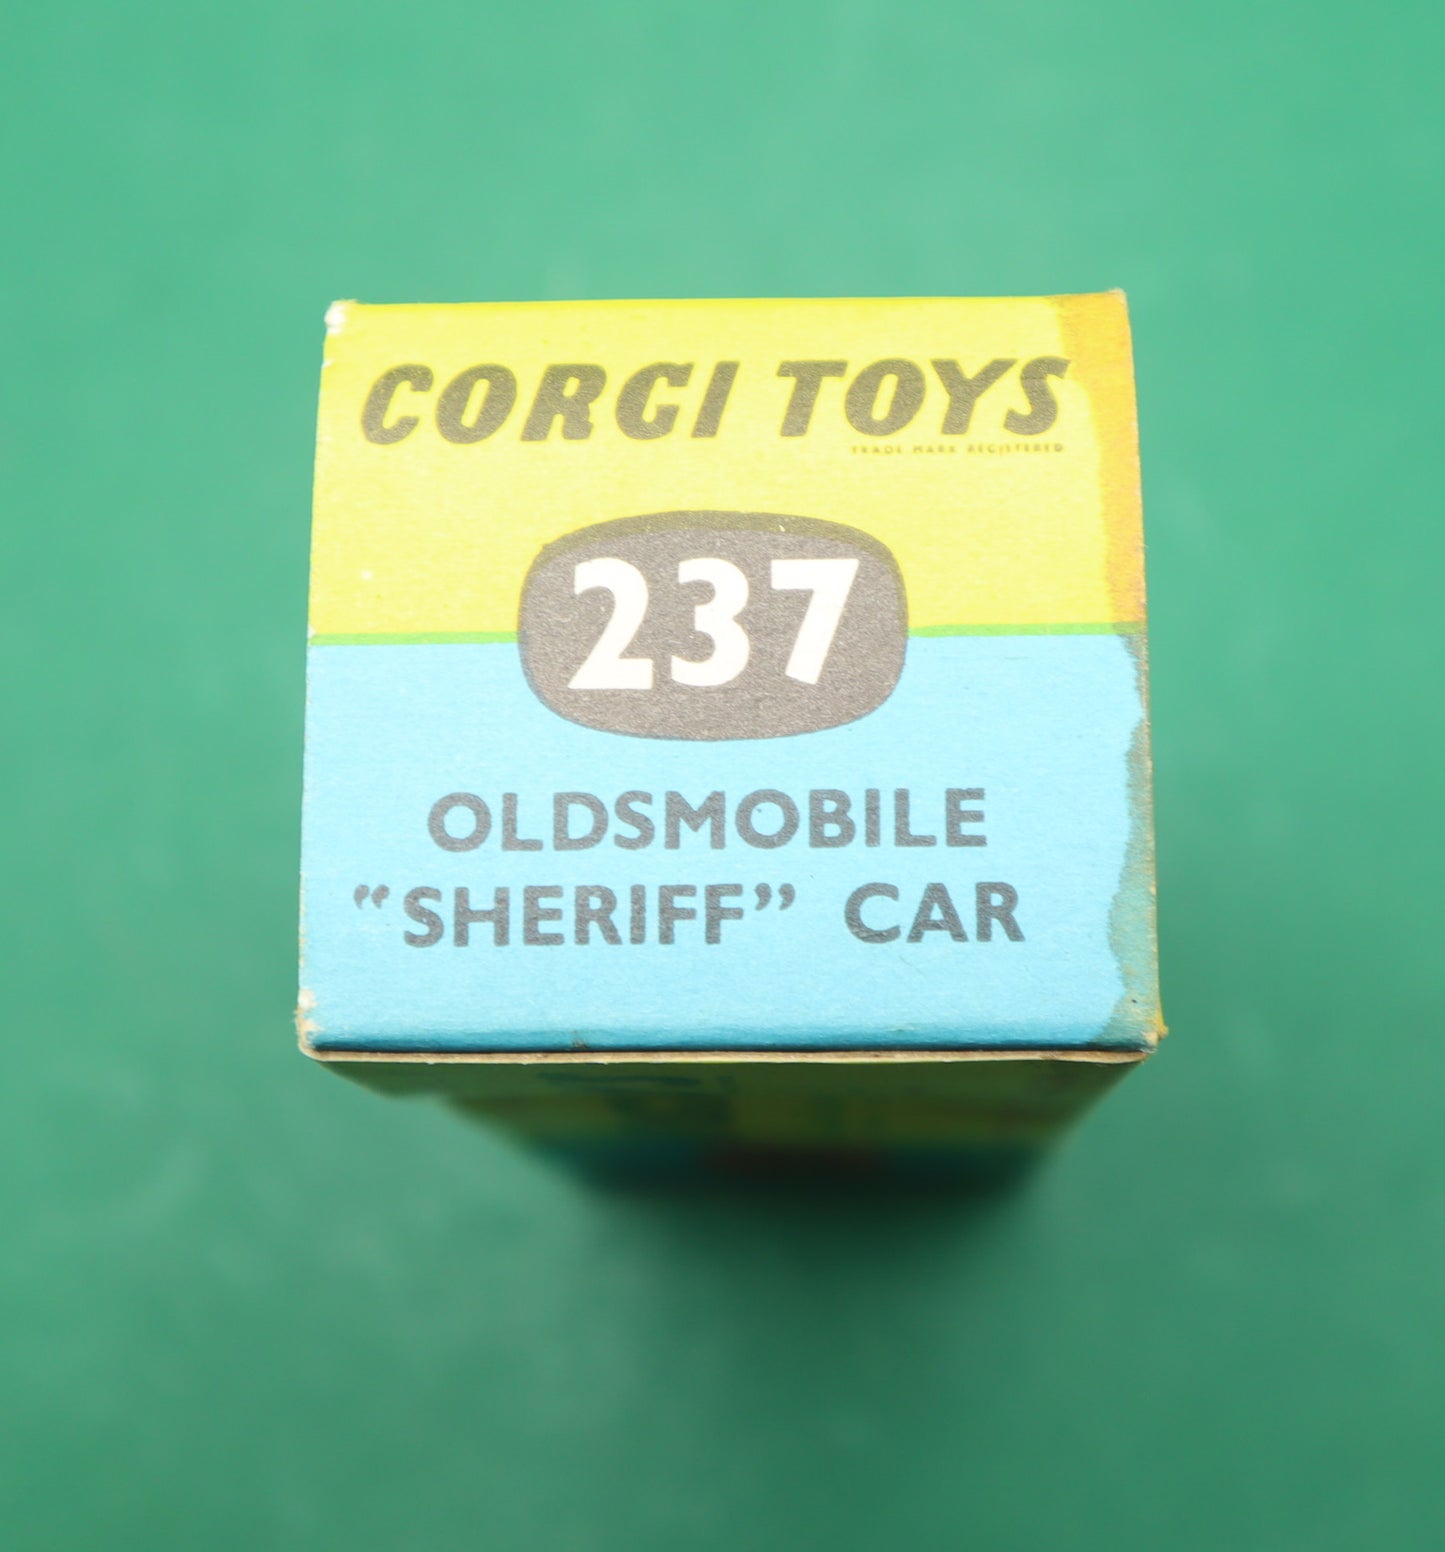 CORGI TOYS
TRADE MARK REGISTERED
237
OLDSMOBILE
“SHERIFF” CAR